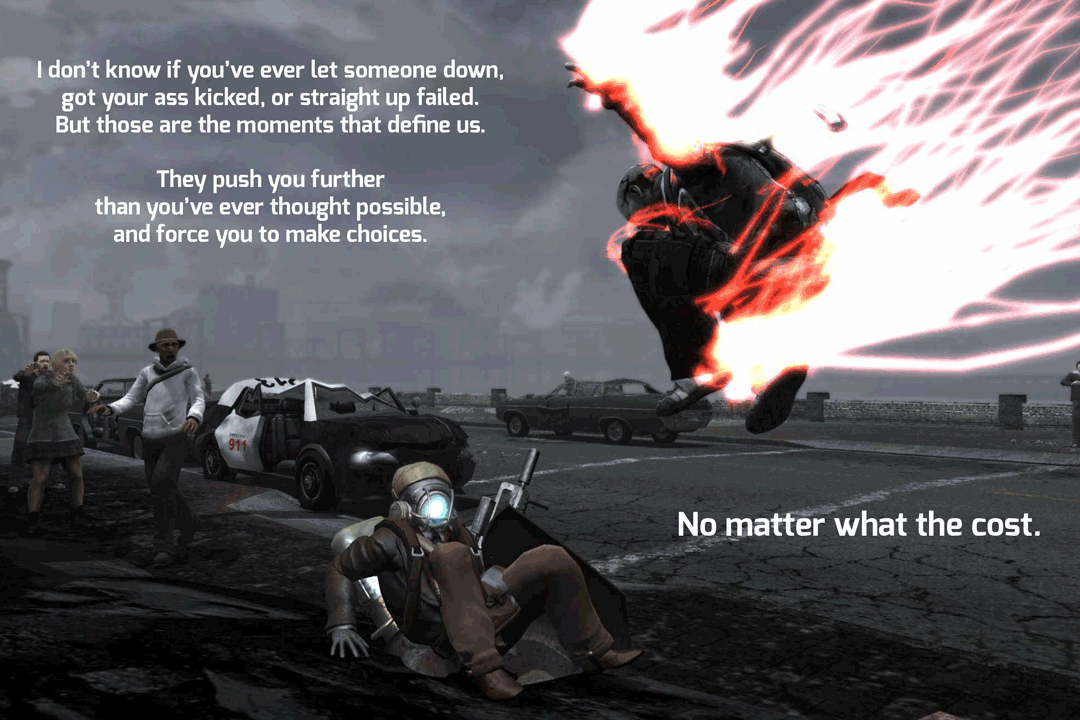 I don't know if you've ever let someone down,
got your ass kicked, or straight up failed.
But those are the moments that define us.
They push you further
than you've ever thought possible,
and force you to make choices.
No matter what the cost.
911